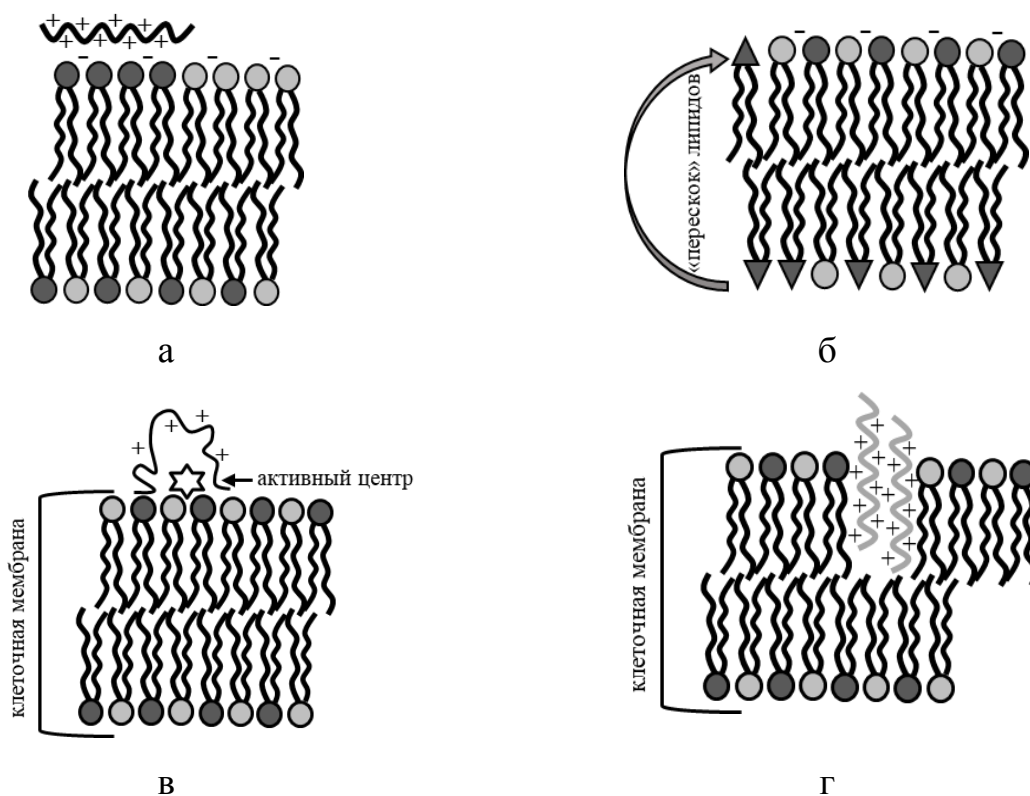 «перескок» липидов
а
б
активный центр
клеточная мембрана
клеточная мембрана
в
г